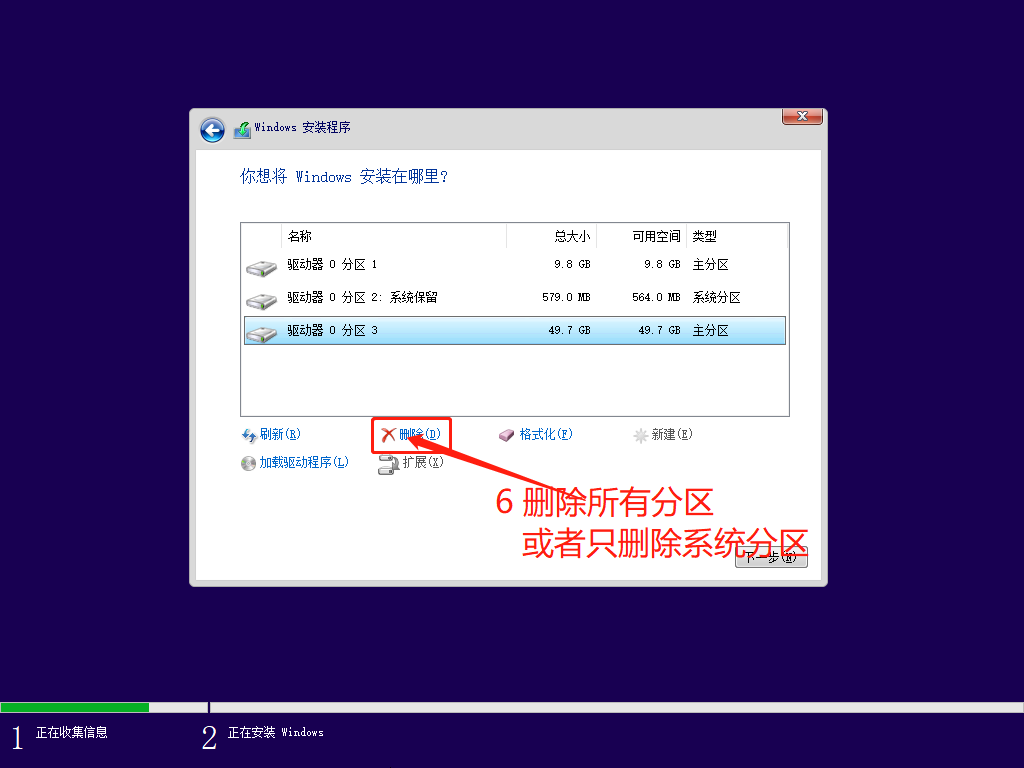 Windows 安装程序
你想将 Windows 安装在哪里?
名称 总大小 可用空间 类型
驱动器 0 分区 1 9.8 GB 9.8 GB 主分区
驱动器 0 分区 2: 系统保留 579.0 MB 564.0 MB 系统分区
驱动器 0 分区 3 49.7 GB 49.7 GB 主分区
刷新(R) 删除(D) 格式化(F) 新建(E)
加载驱动程序(L) 扩展(X)
6 删除所有分区
或者只删除系统分区
下一步(N)
1 正在收集信息 2 正在安装 Windows